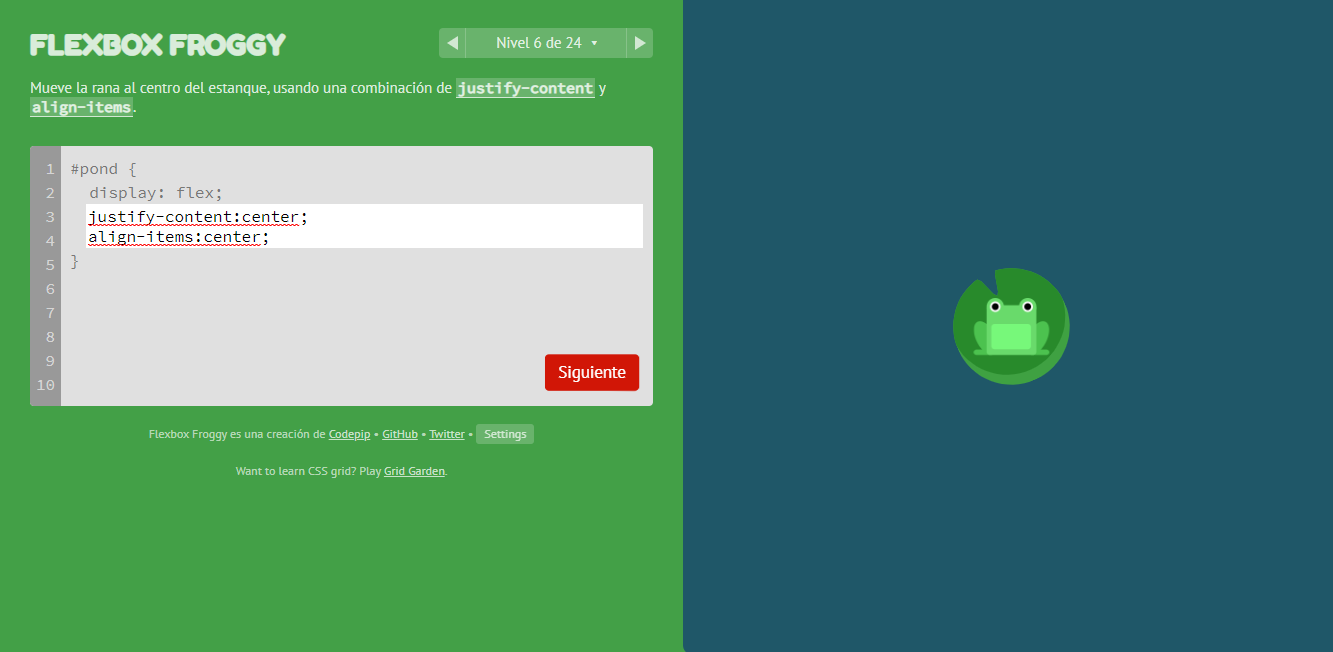 FLEXBOX FROGGY
Nivel 6 de 24
Mueve la rana al centro del estanque, usando una combinación de justify-content y
align-items.
1 #pond {
2 display: flex;
3 justify-content:center;
4 align-items:center;
5 }
6
7
8
9
10
Siguiente
Flexbox Froggy es una creación de Codepip • GitHub • Twitter • Settings
Want to learn CSS grid? Play Grid Garden.